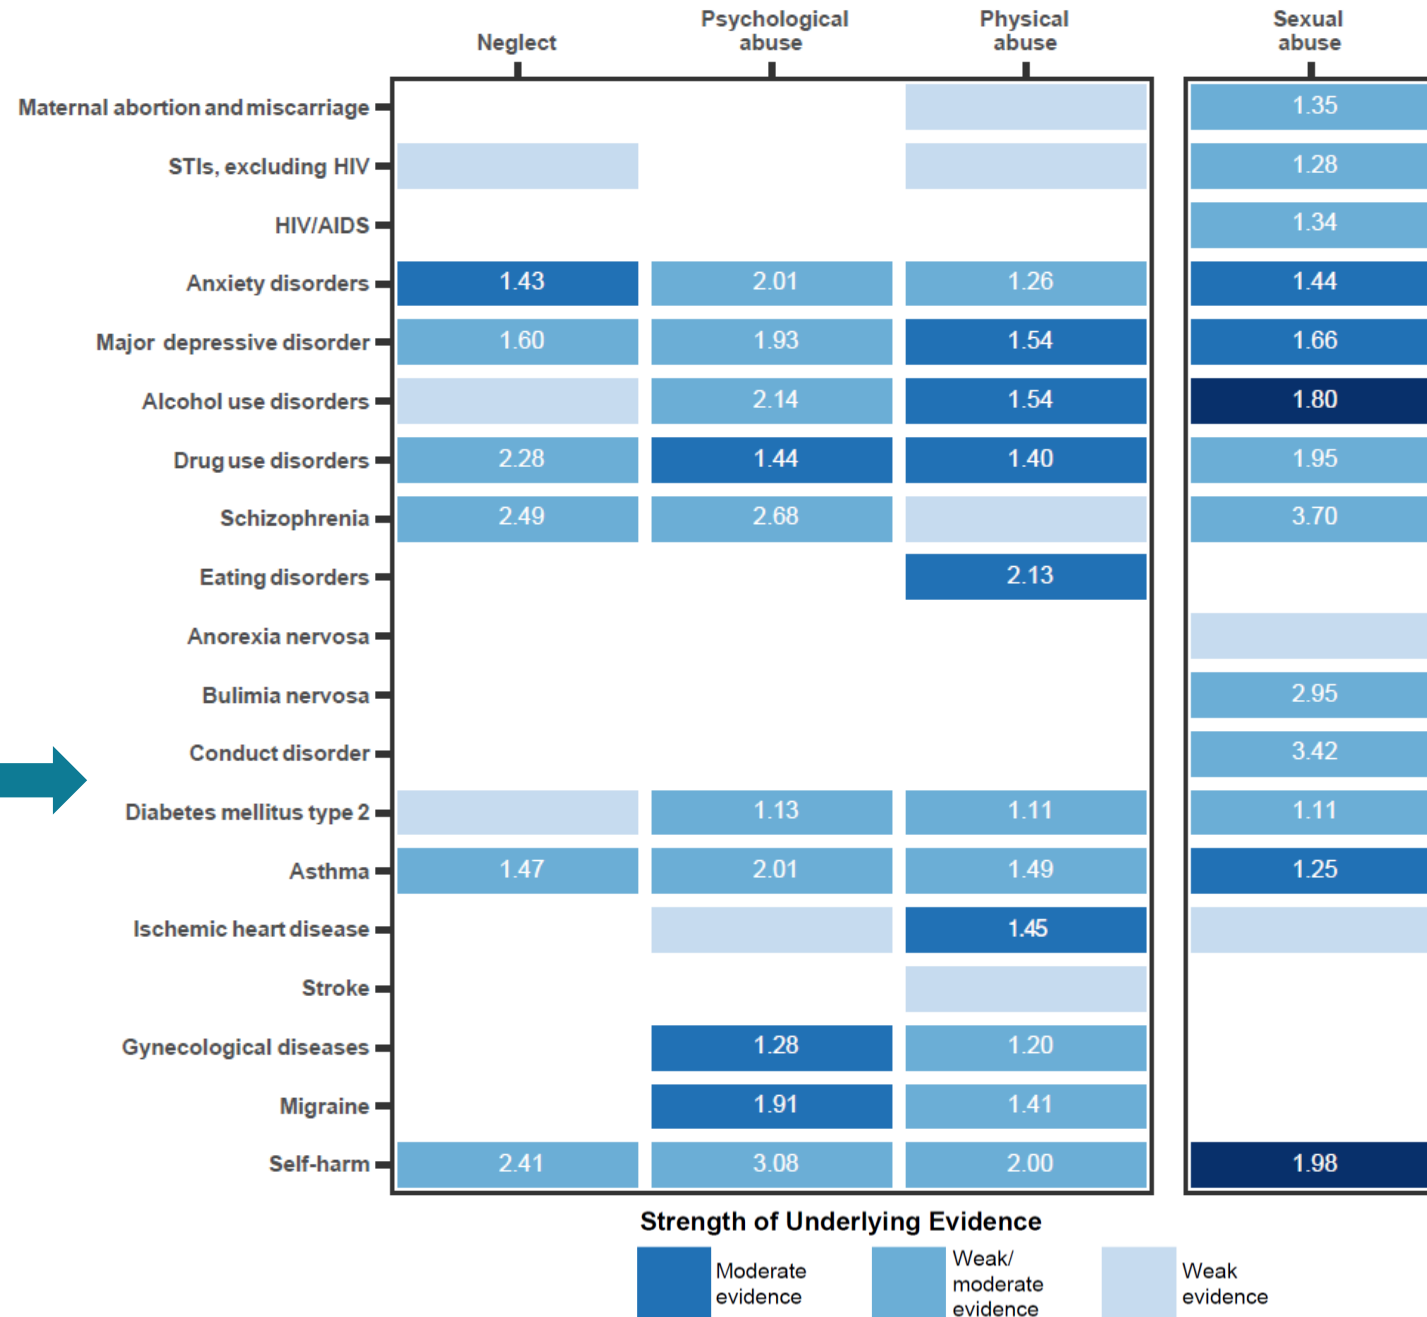 Neglect
Psychological
abuse
Physical
abuse
Sexual
abuse
Maternal abortion and miscarriage 1.35
STIs, excluding HIV 1.28
HIV/AIDS 1.34
Anxiety disorders 1.43 2.01 1.26 1.44
Major depressive disorder 1.60 1.93 1.54 1.66
Alcohol use disorders 2.14 1.54 1.80
Drug use disorders 2.28 1.44 1.40 1.95
Schizophrenia 2.49 2.68 3.70
Eating disorders 2.13
Anorexia nervosa
Bulimia nervosa 2.95
Conduct disorder 3.42
Diabetes mellitus type 2 1.13 1.11 1.11
Asthma 1.47 2.01 1.49 1.25
Ischemic heart disease 1.45
Stroke
Gynecological diseases 1.28 1.20
Migraine 1.91 1.41
Self-harm 2.41 3.08 2.00 1.98
Strength of Underlying Evidence
Moderate
evidence
Weak/
moderate
evidence
Weak
evidence